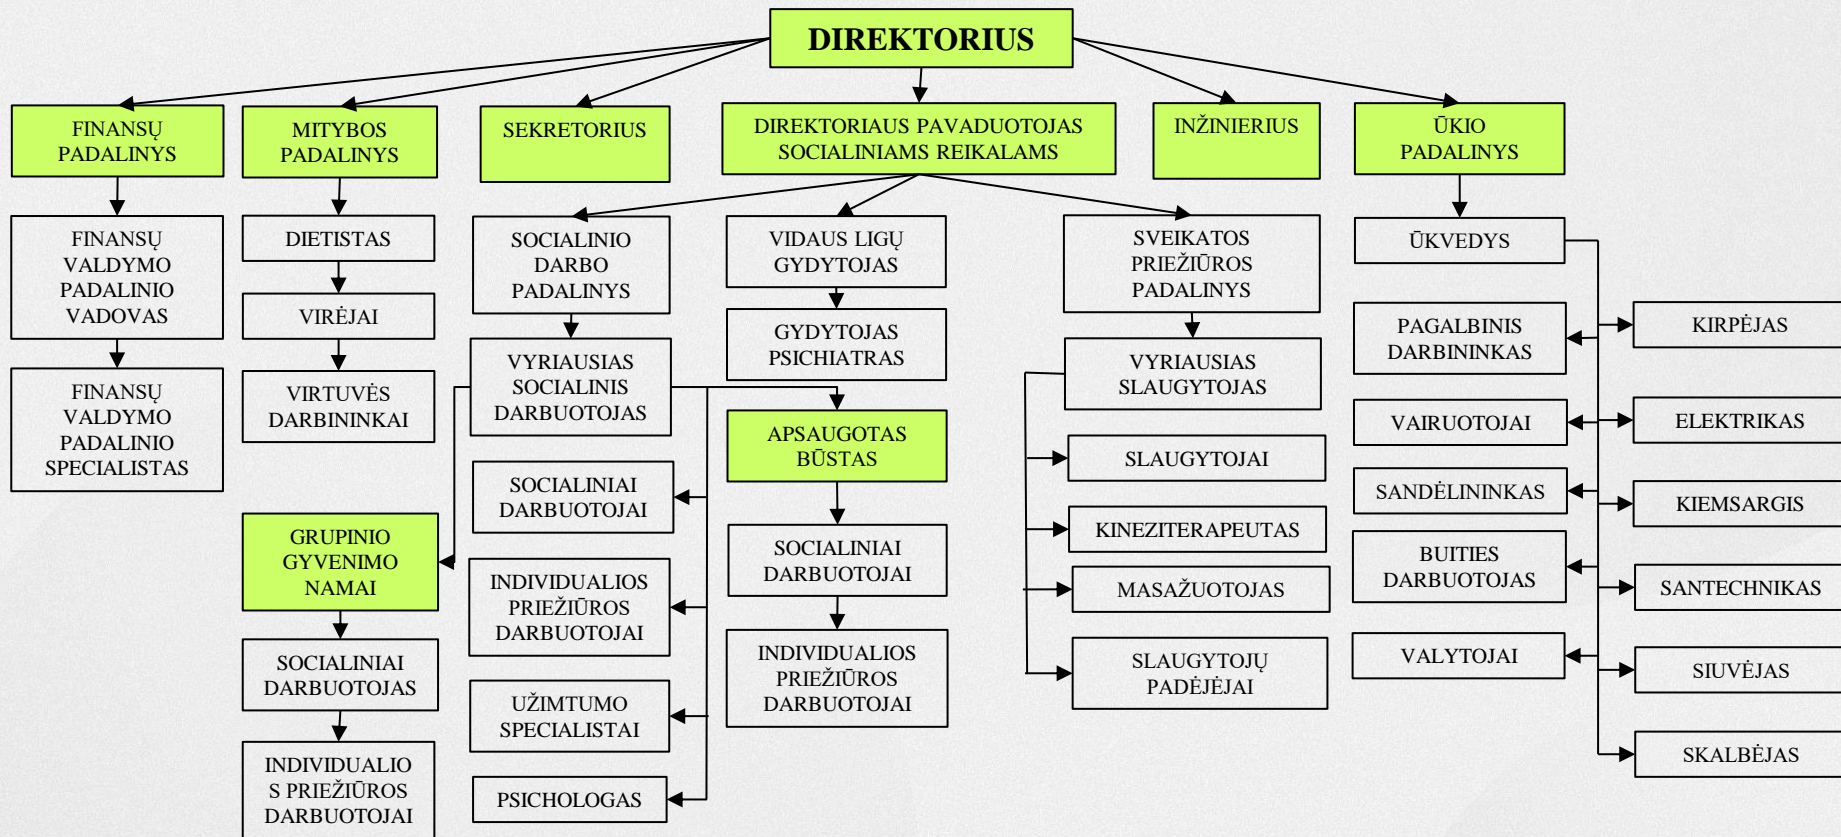 DIREKTORIUS
FINANSŲ
PADALINYS
MITYBOS
PADALINYS
SEKRETORIUS
DIREKTORIAUS PAVADUOTOJAS
SOCIALINIAMS REIKALAMS
INŽINIERIUS
ŪKIO
PADALINYS
FINANSŲ
VALDYMO
PADALINIO
VADOVAS
FINANSŲ
VALDYMO
PADALINIO
SPECIALISTAS
DIETISTAS
VIRĖJAI
VIRTUVĖS
DARBININKAI
SOCIALINIO
DARBO
PADALINYS
VYRIAUSIAS
SOCIALINIS
DARBUOTOJAS
GRUPINIO
GYVENIMO
NAMAI
SOCIALINIAI
DARBUOTOJAS
INDIVIDUALIO
S PRIEŽIŪROS
DARBUOTOJAI
SOCIALINIAI
DARBUOTOJAI
INDIVIDUALIOS
PRIEŽIŪROS
DARBUOTOJAI
UŽIMTUMO
SPECIALISTAI
PSICHOLOGAS
VIDAUS LIGŲ
GYDYTOJAS
GYDYTOJAS
PSICHIATRAS
APSAUGOTAS
BŪSTAS
SOCIALINIAI
DARBUOTOJAI
INDIVIDUALIOS
PRIEŽIŪROS
DARBUOTOJAI
SVEIKATOS
PRIEŽIŪROS
PADALINYS
VYRIAUSIAS
SLAUGYTOJAS
SLAUGYTOJAI
KINEZITERAPEUTAS
MASAŽUOTOJAS
SLAUGYTOJŲ
PADĖJĖJAI
ŪKVEDYS
PAGALBINIS
DARBININKAS
VAIRUOTOJAI
SANDĖLININKAS
BUITIES
DARBUOTOJAS
VALYTOJAI
KIRPĖJAS
ELEKTRIKAS
KIEMSARGIS
SANTECHNIKAS
SIUVĖJAS
SKALBĖJAS